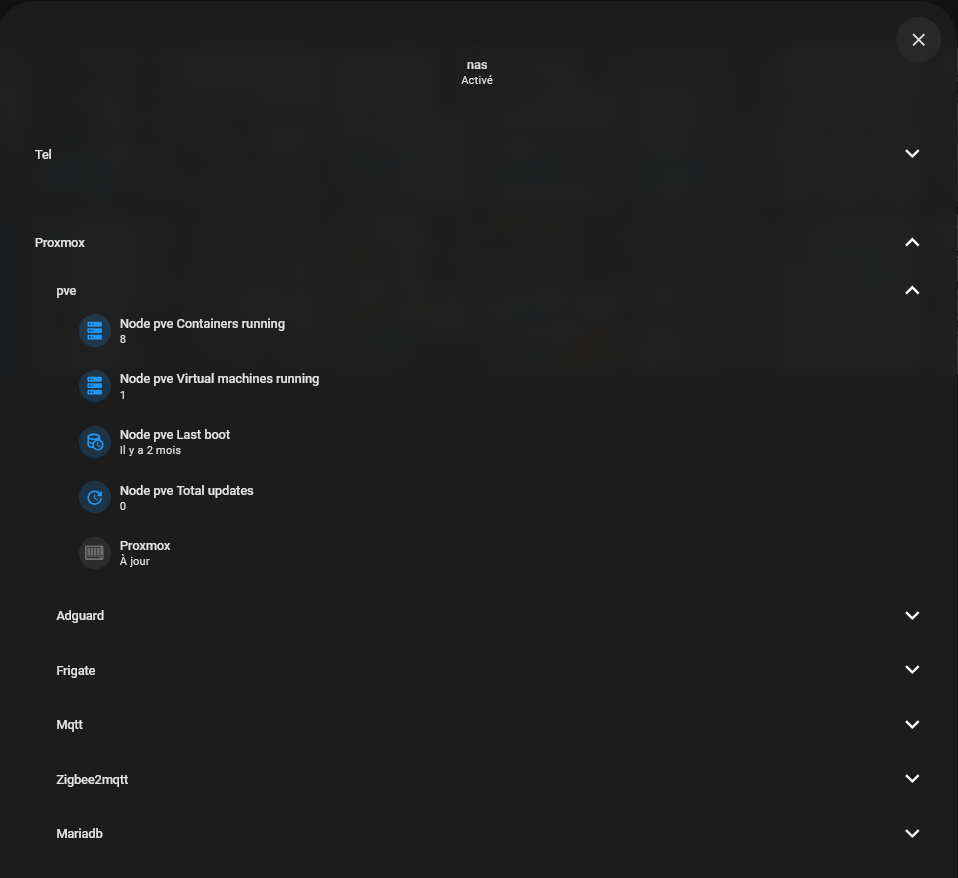 nas
Activé
Tel
Proxmox
pve
Node pve Containers running
8
Node pve Virtual machines running
1
Node pve Last boot
Il y a 2 mois
Node pve Total updates
0
Proxmox
À jour
Adguard
Frigate
Mqtt
Zigbee2mqtt
Mariadb